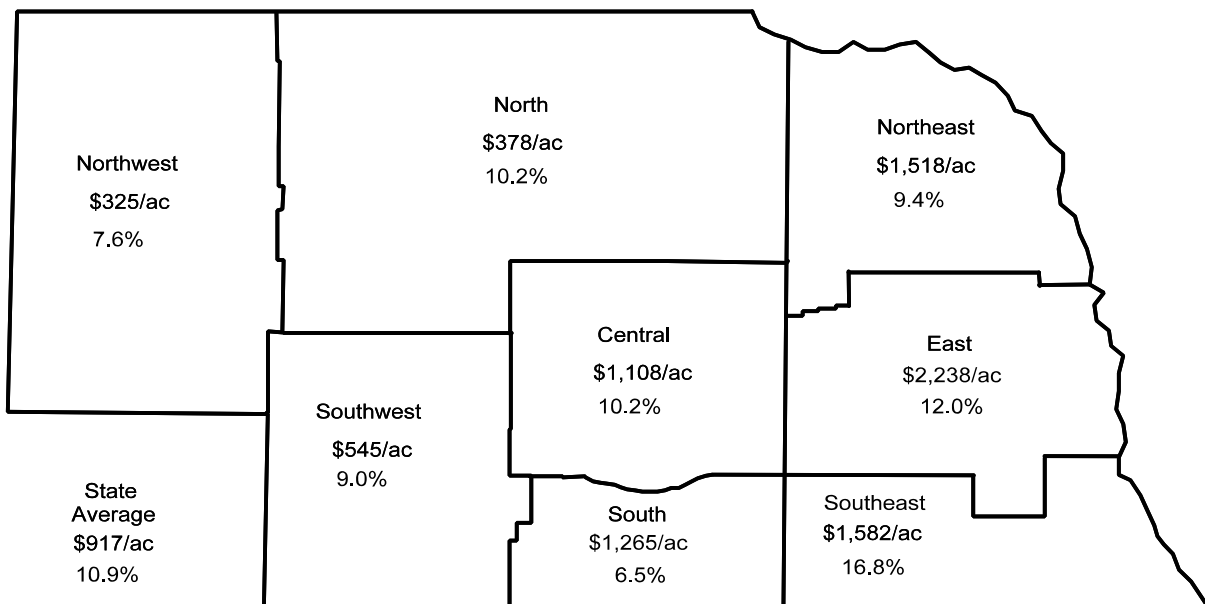 North
$378/ac
10.2%
Northeast
$1,518/ac
9.4%
Northwest
$325/ac
7.6%
Central
$1,108/ac
10.2%
East
$2,238/ac
12.0%
Southwest
$545/ac
9.0%
State
Average
$917/ac
10.9%
South
$1,265/ac
6.5%
Southeast
$1,582/ac
16.8%